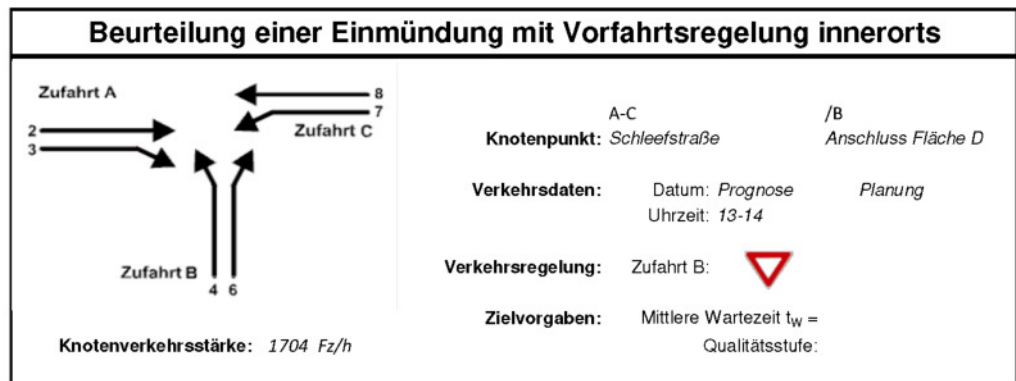 Beurteilung einer Einmündung mit Vorfahrtsregelung innerorts
Zufahrt A
8
7
Zufahrt C
2
3
Zufahrt B
4 6
Knotenverkehrsstärke: 1704 Fz/h
A-C /B
Knotenpunkt: Schleefstraße Anschluss Fläche D
Verkehrsdaten: Datum: Prognose Planung
Uhrzeit: 13-14
Verkehrsregelung: Zufahrt B:
Zielvorgaben: Mittlere Wartezeit tW =
Qualitätsstufe: